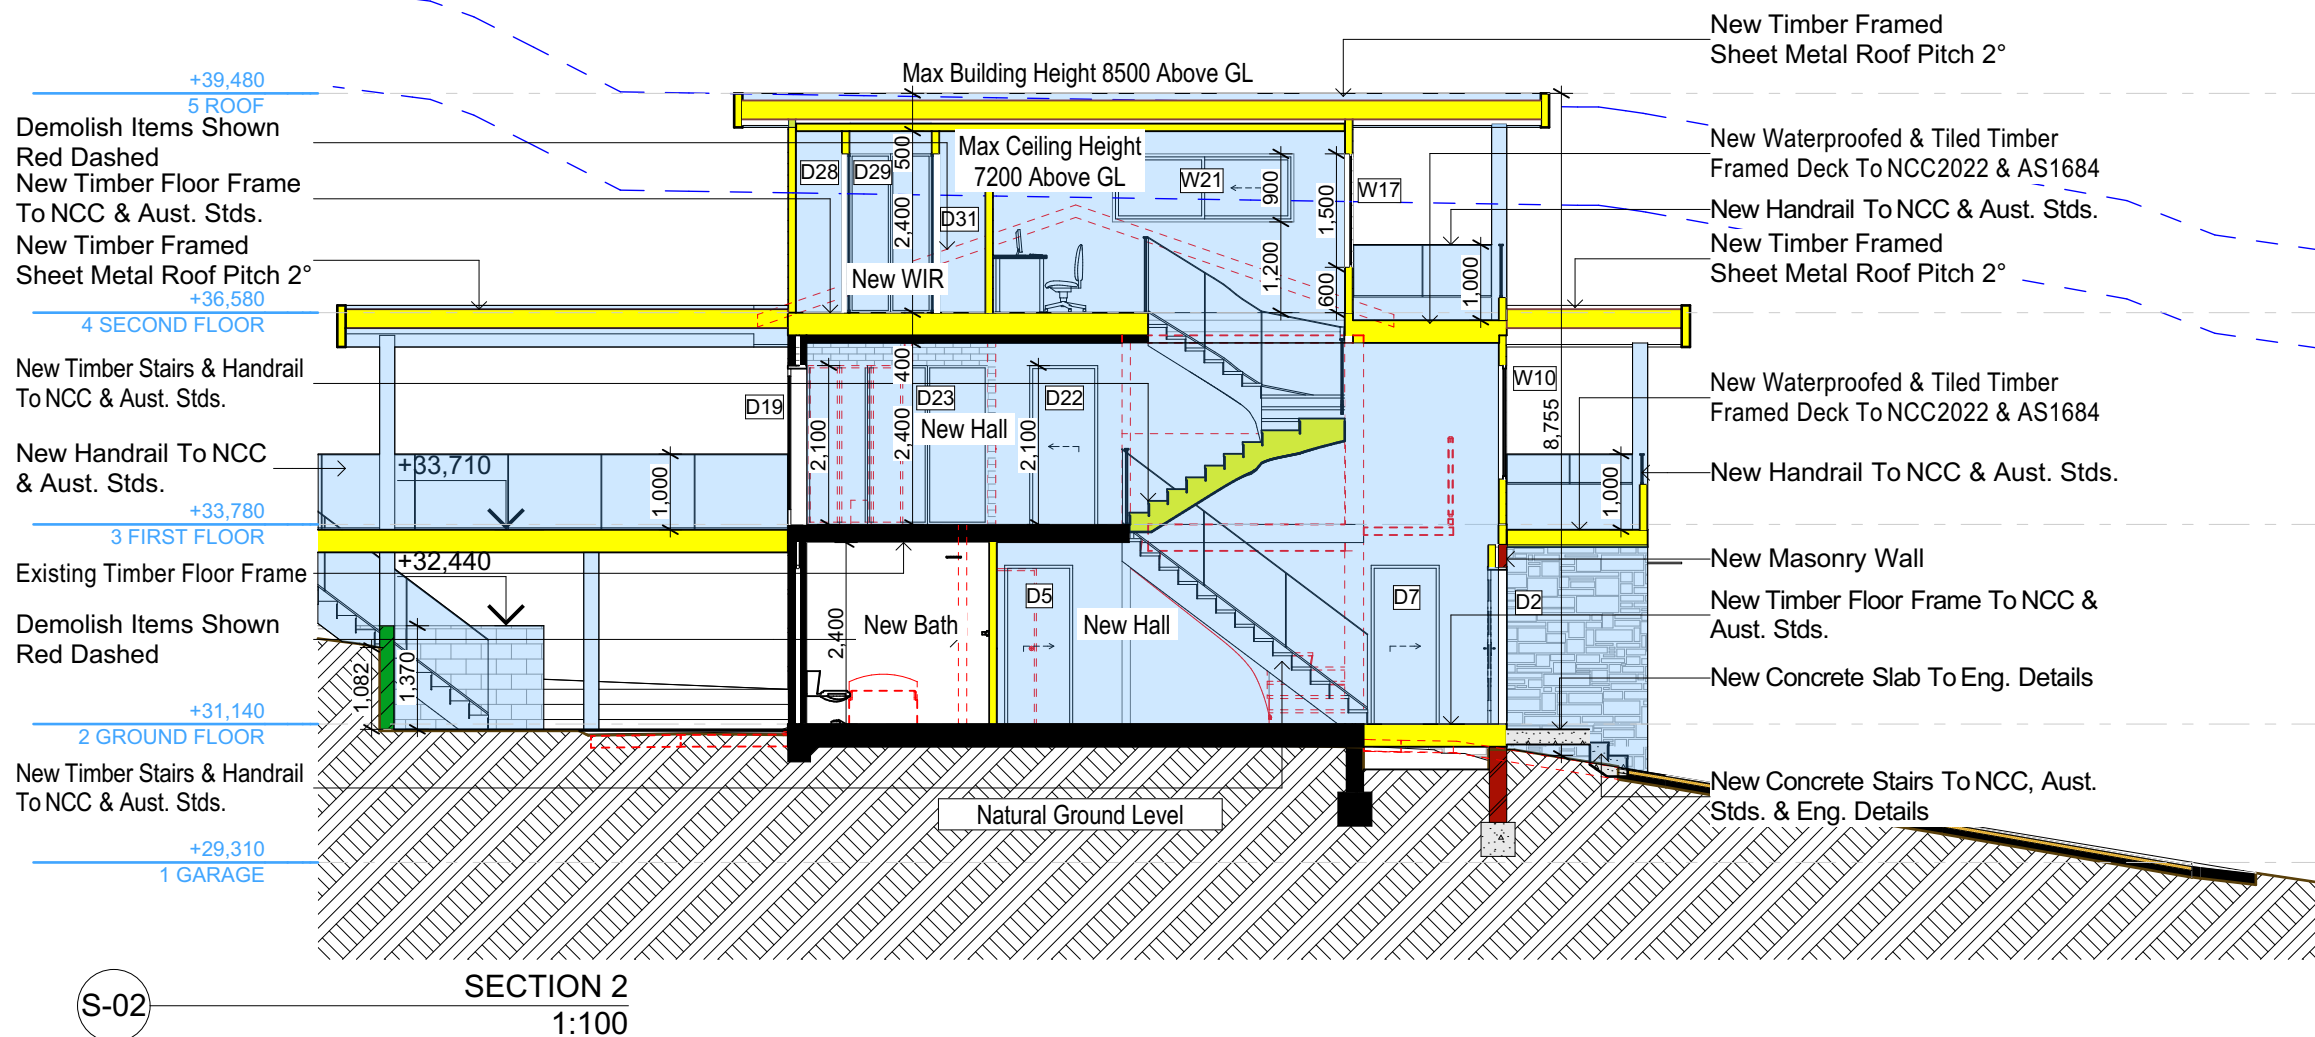 Max Building Height 8500 Above GL
Max Ceiling Height
7200 Above GL
+39,480
5 ROOF
Demolish Items Shown
Red Dashed
New Timber Floor Frame
To NCC & Aust. Stds.
New Timber Framed
Sheet Metal Roof Pitch 2°
+36,580
4 SECOND FLOOR
New Timber Stairs & Handrail
To NCC & Aust. Stds.
New Handrail To NCC
& Aust. Stds.
+33,780
3 FIRST FLOOR
Existing Timber Floor Frame
Demolish Items Shown
Red Dashed
+31,140
2 GROUND FLOOR
New Timber Stairs & Handrail
To NCC & Aust. Stds.
+29,310
1 GARAGE
D28
D29
D31
500
2,400
New WIR
W21
900
1,200
1,500
600
W17
1,000
D19
2,100
400
2,400
D23
New Hall
D22
2,100
W10
8,755
1,000
+33,710
1,000
+32,440
1,082
1,370
2,400
New Bath
D5
New Hall
D7
D2
Natural Ground Level
New Timber Framed
Sheet Metal Roof Pitch 2°
New Waterproofed & Tiled Timber
Framed Deck To NCC2022 & AS1684
New Handrail To NCC & Aust. Stds.
New Timber Framed
Sheet Metal Roof Pitch 2°
New Waterproofed & Tiled Timber
Framed Deck To NCC2022 & AS1684
New Handrail To NCC & Aust. Stds.
New Masonry Wall
New Timber Floor Frame To NCC &
Aust. Stds.
New Concrete Slab To Eng. Details
New Concrete Stairs To NCC, Aust.
Stds. & Eng. Details
S-02
SECTION 2
1:100